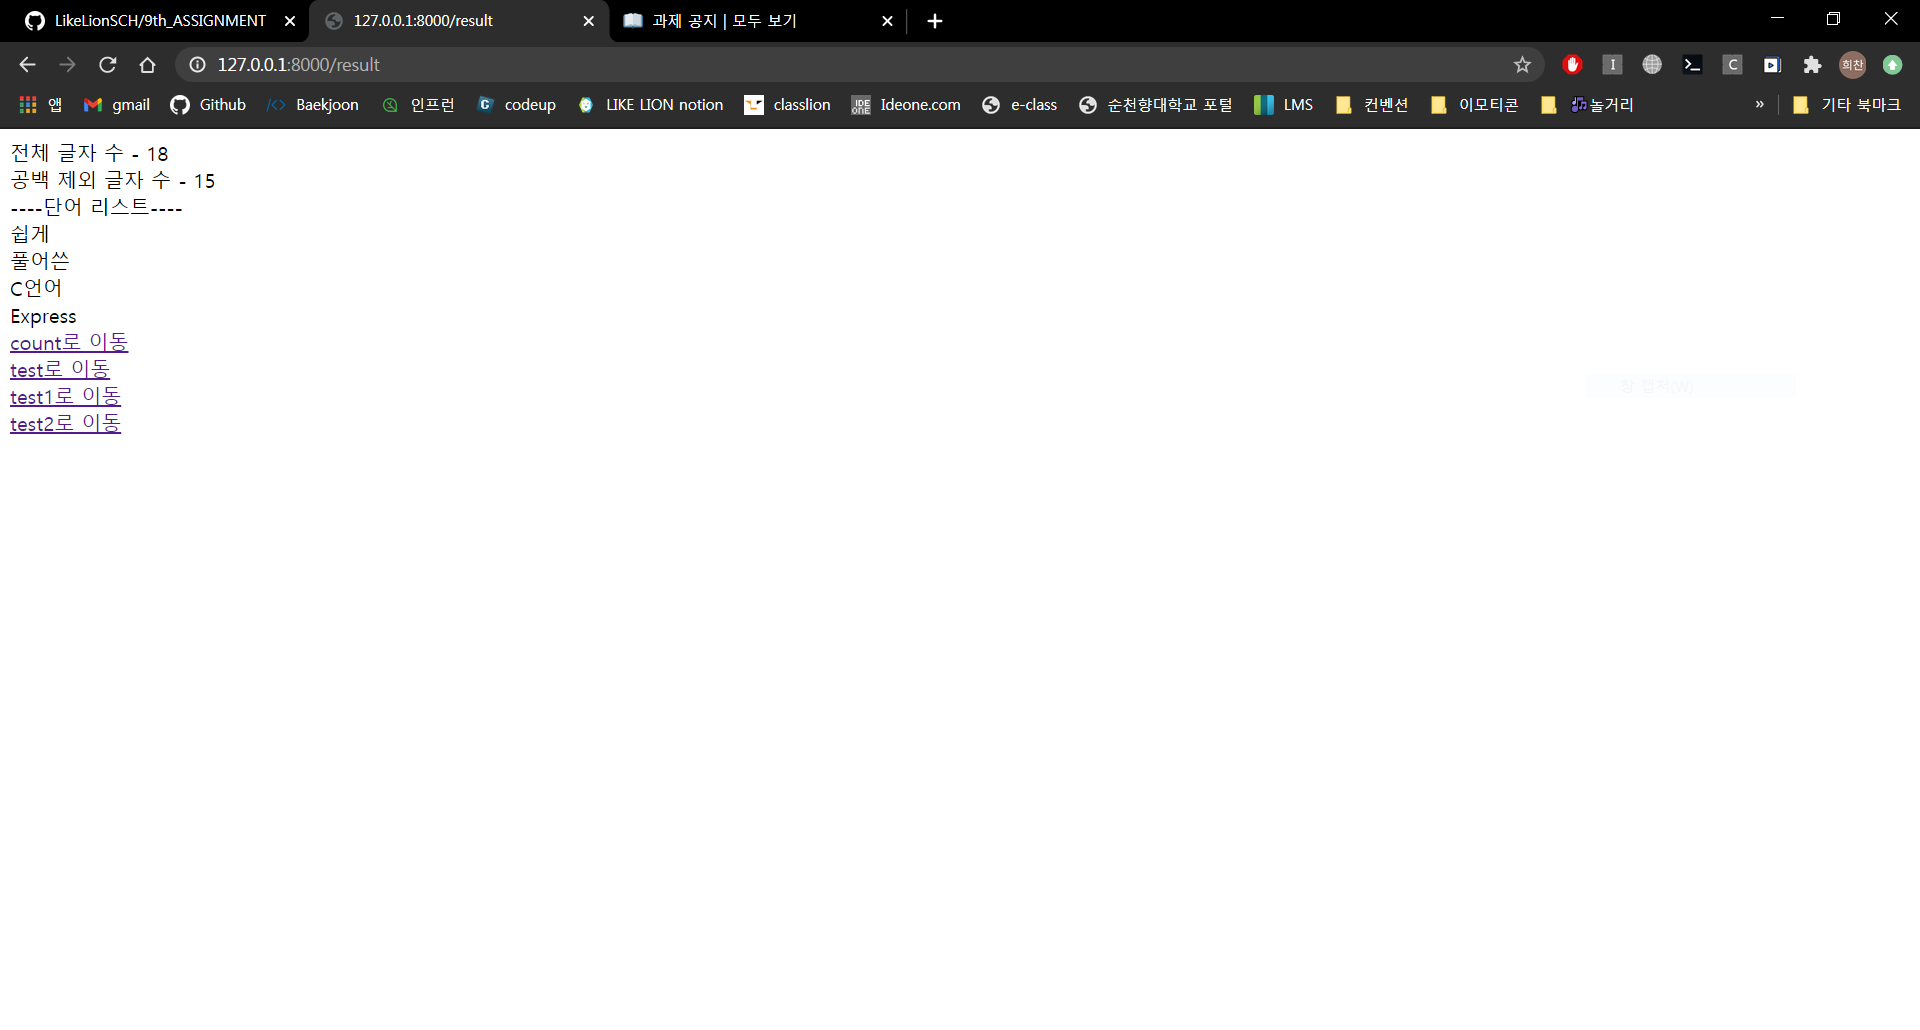 LikeLionSCH/9th_ASSIGNMENT
127.0.0.1:8000/result
과제 공지 | 모두 보기
127.0.0.1:8000/result
I
C
희찬
앱
gmail
Github
Baekjoon
인프런
codeup
LIKE LION notion
classlion
IDE ONE
Ideone.com
e-class
순천향대학교 포털
LMS
컨벤션
이모티콘
놀거리
»
기타 북마크
전체 글자 수 - 18
공백 제외 글자 수 - 15
----단어 리스트----
쉽게
풀어쓴
C언어
Express
count로 이동
test로 이동
test1로 이동
test2로 이동